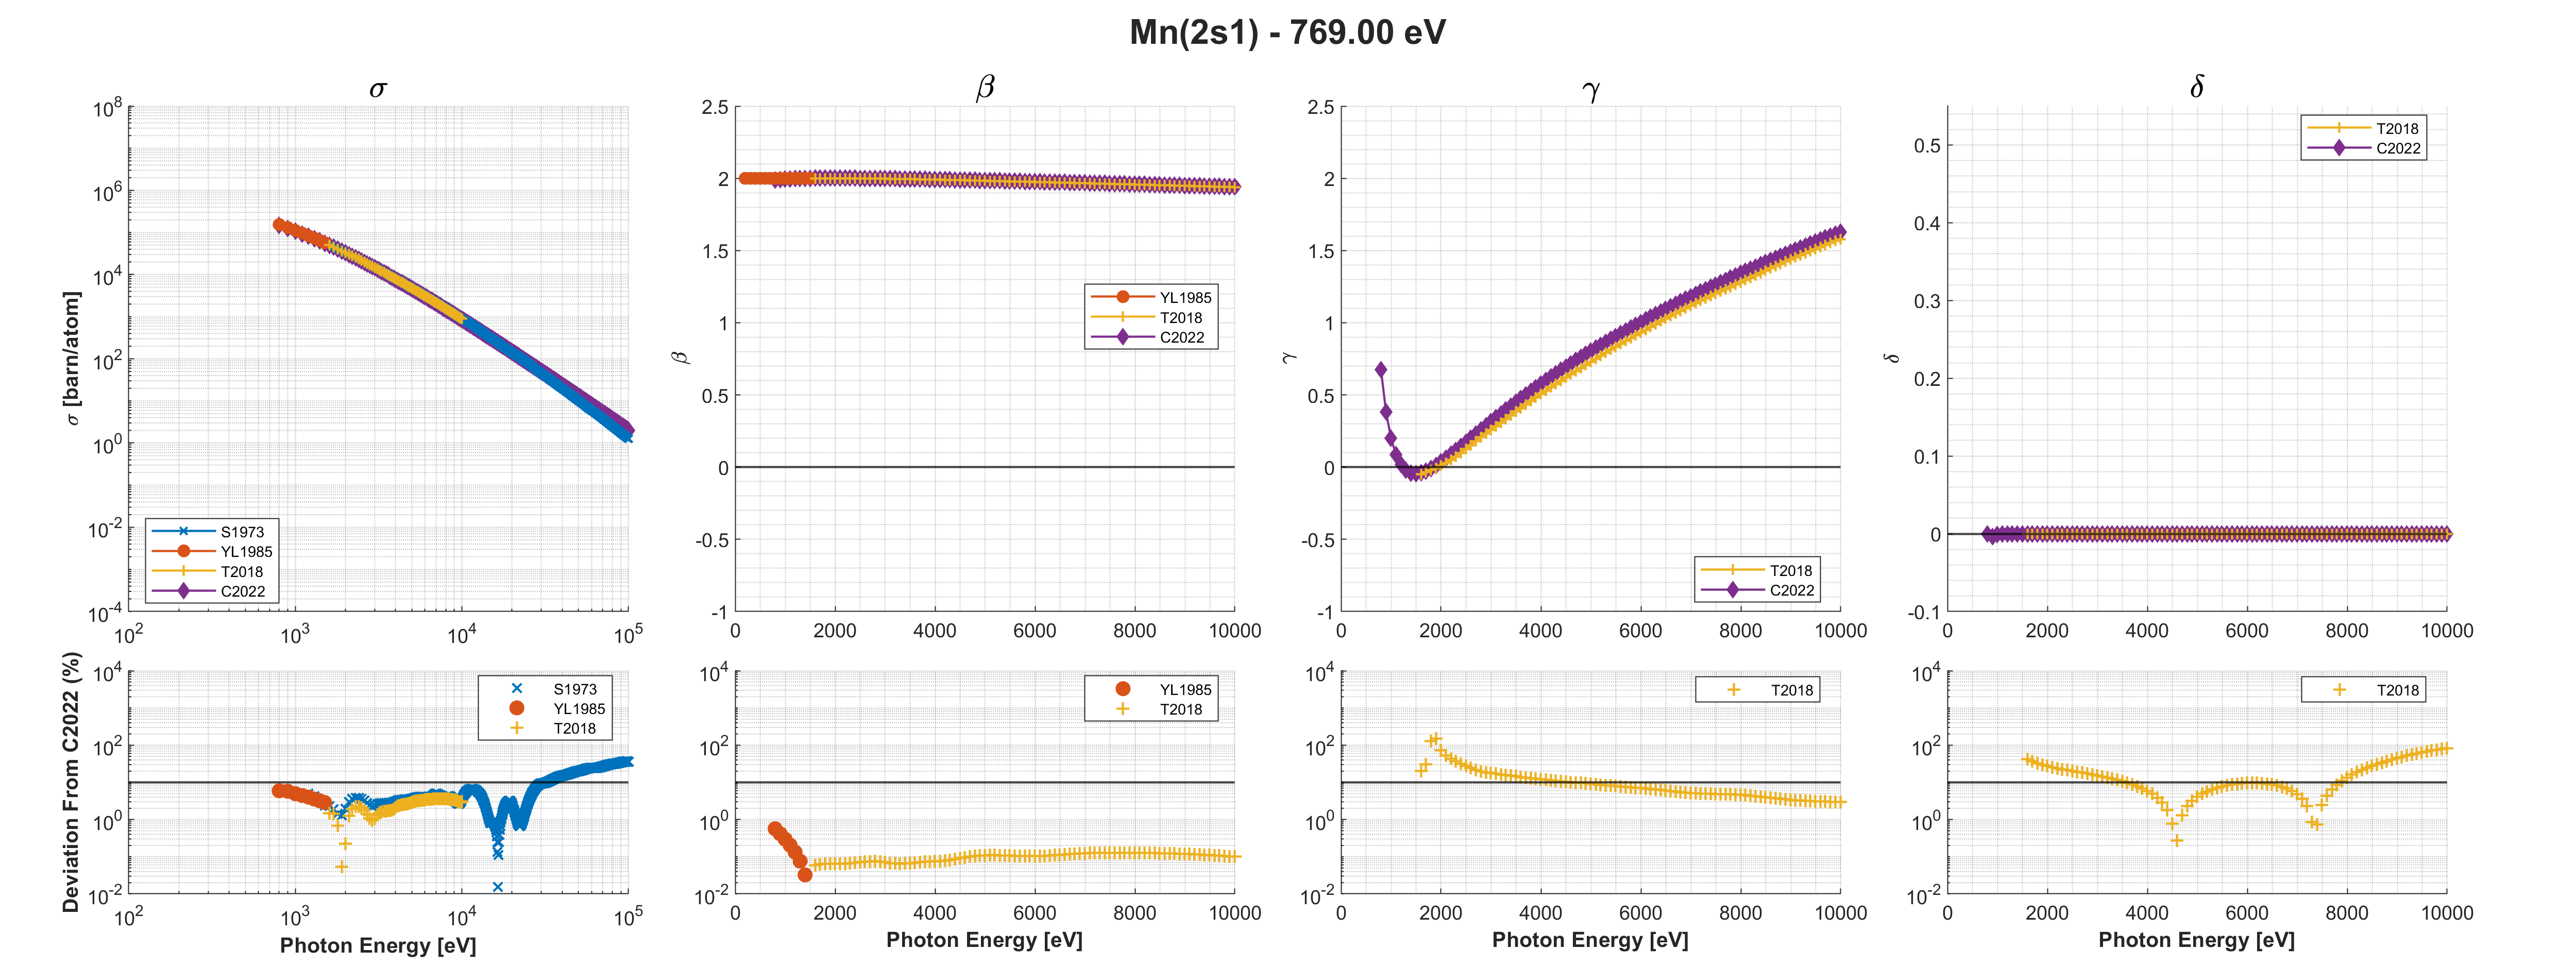 Mn(2s1) - 769.00 eV
σ
10^8
10^6
10^4
10^2
10^0
10^-2
10^-4
10^2
10^3
10^4
10^5
σ [barn/atom]
S1973
YL1985
T2018
C2022
β
2.5
2
1.5
1
0.5
0
-0.5
-1
0
2000
4000
6000
8000
10000
β
YL1985
T2018
C2022
γ
2.5
2
1.5
1
0.5
0
-0.5
-1
0
2000
4000
6000
8000
10000
γ
T2018
C2022
δ
0.5
0.4
0.3
0.2
0.1
0
-0.1
0
2000
4000
6000
8000
10000
δ
T2018
C2022
Deviation From C2022 (%)
10^4
10^2
10^0
10^-2
10^2
10^3
10^4
10^5
S1973
YL1985
T2018
Photon Energy [eV]
10^4
10^2
10^0
10^-2
0
2000
4000
6000
8000
10000
YL1985
T2018
Photon Energy [eV]
10^4
10^2
10^0
10^-2
0
2000
4000
6000
8000
10000
T2018
Photon Energy [eV]
10^4
10^2
10^0
10^-2
0
2000
4000
6000
8000
10000
T2018
Photon Energy [eV]